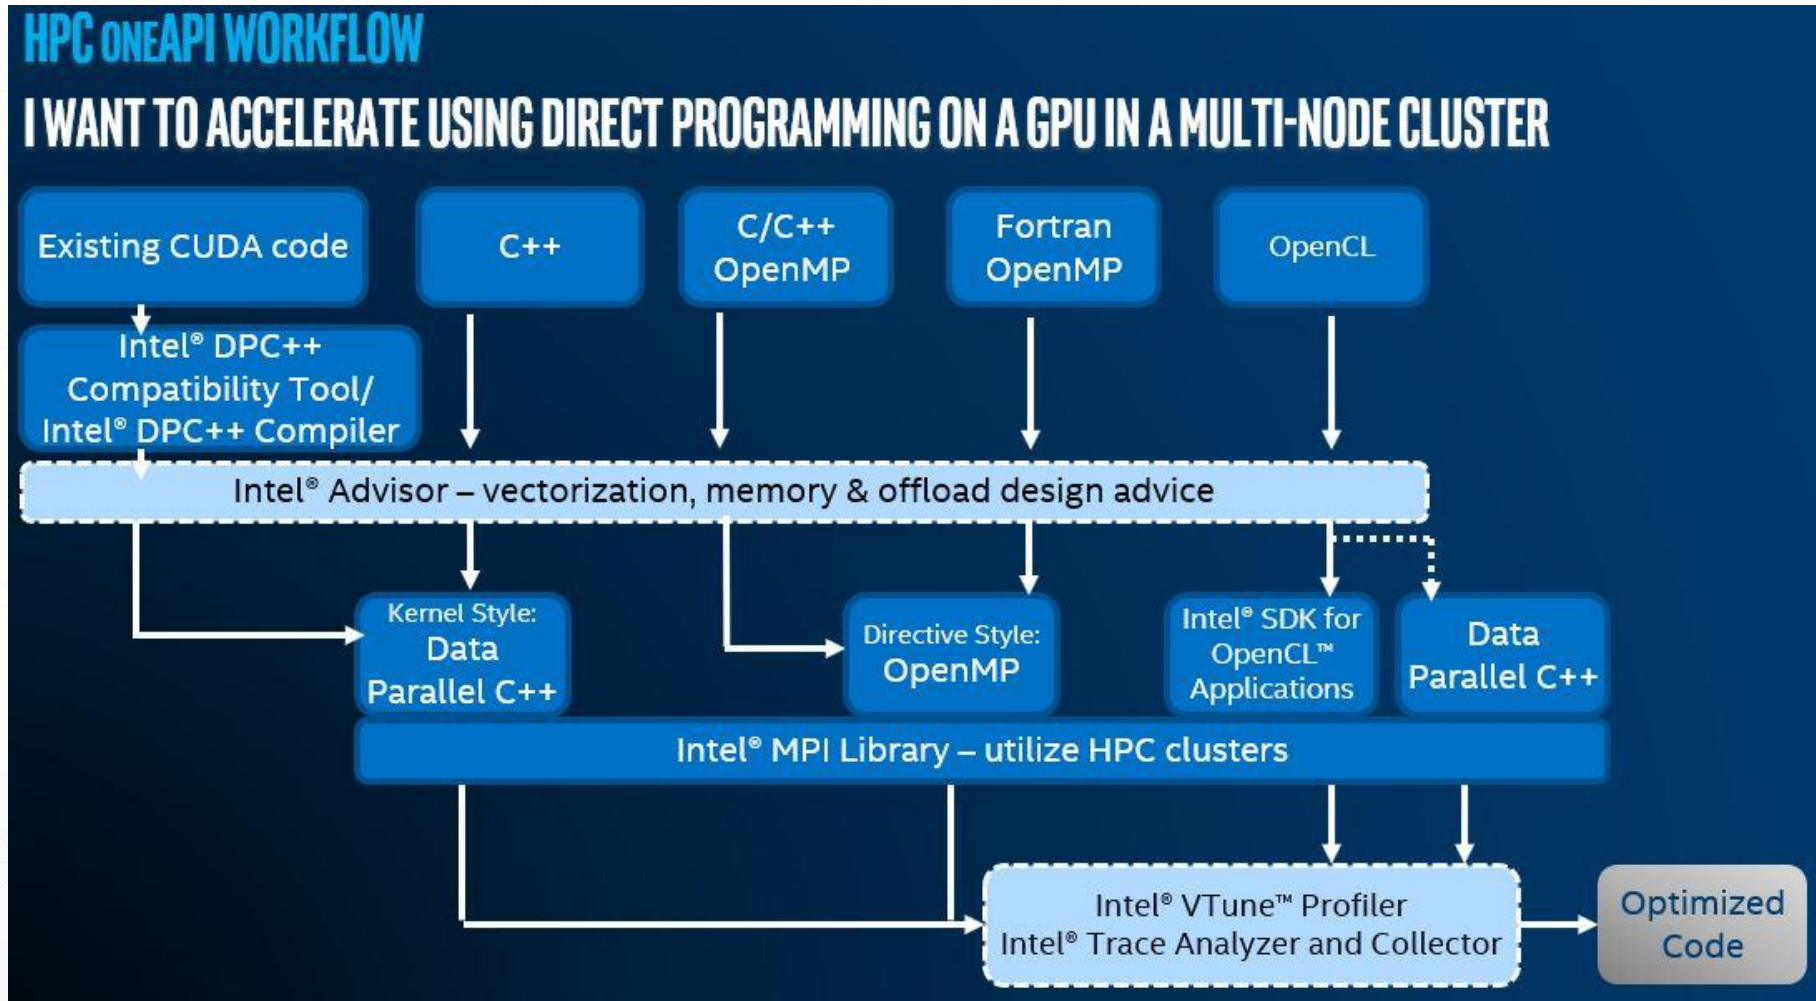 HPC ONEAPI WORKFLOW
I WANT TO ACCELERATE USING DIRECT PROGRAMMING ON A GPU IN A MULTI-NODE CLUSTER
Existing CUDA code
C++
C/C++
OpenMP
Fortran
OpenMP
OpenCL
Intel® DPC++
Compatibility Tool/
Intel® DPC++ Compiler
Intel® Advisor – vectorization, memory & offload design advice
Kernel Style:
Data
Parallel C++
Directive Style:
OpenMP
Intel® SDK for
OpenCL™
Applications
Data
Parallel C++
Intel® MPI Library – utilize HPC clusters
Intel® VTune™ Profiler
Intel® Trace Analyzer and Collector
Optimized
Code